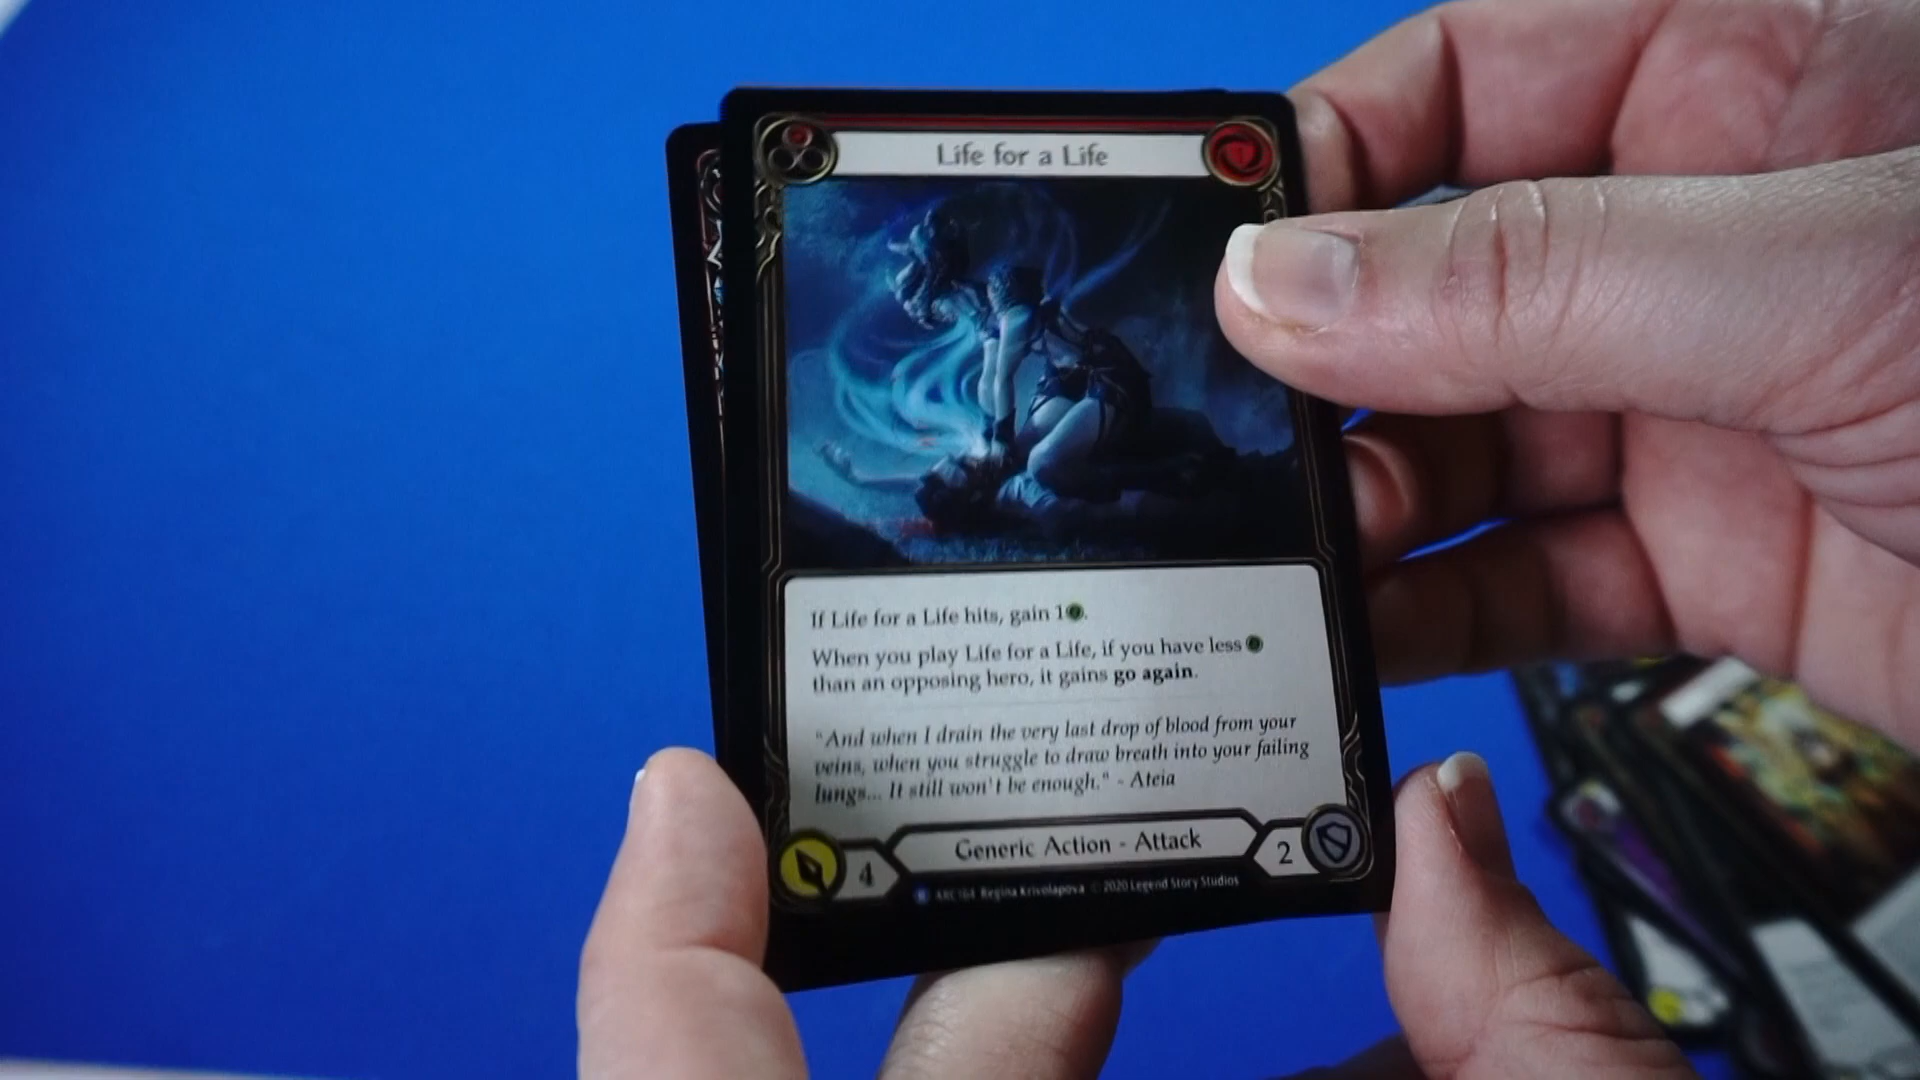 Life for a Life
1
If Life for a Life hits, gain 1
When you play Life for a Life, if you have less
than an opposing hero, it gains go again.
"And when I drain the very last drop of blood from your
veins, when you struggle to draw breath into your failing
lungs... It still won't be enough." - Ateia
4
Generic Action - Attack
2
ARC164 Regina Krivolapova © 2020 Legend Story Studios